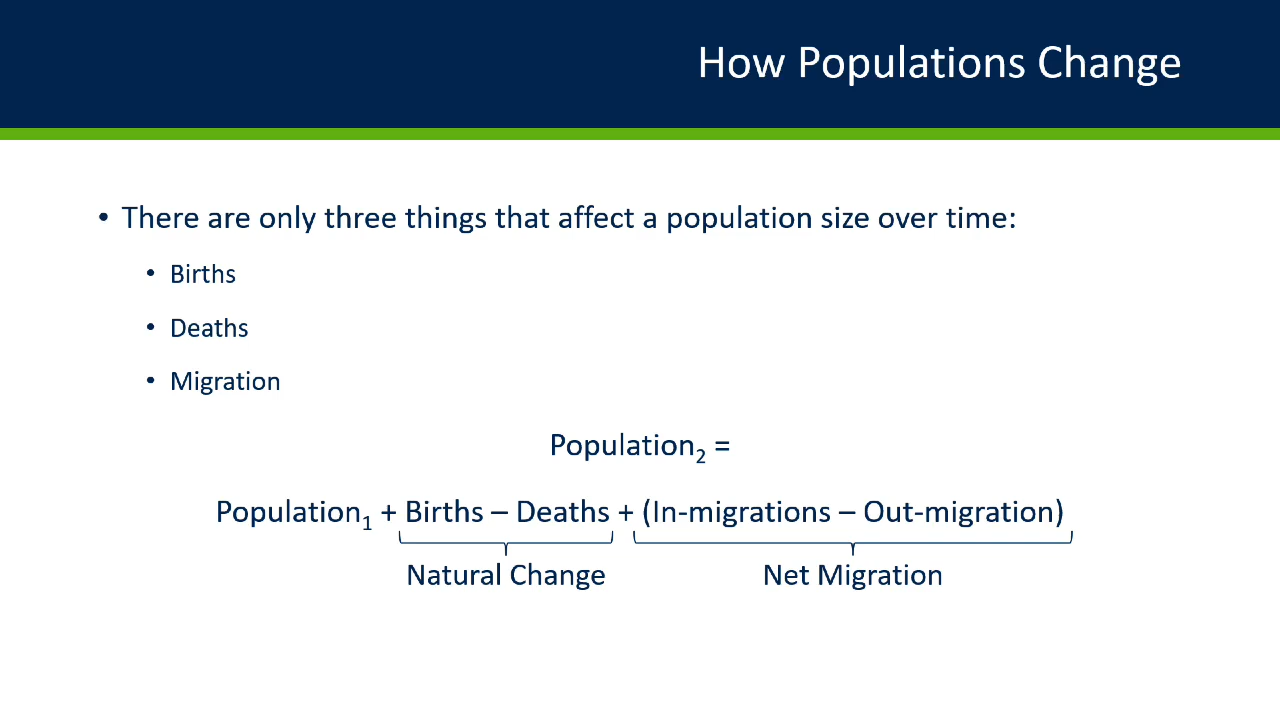 How Populations Change
• There are only three things that affect a population size over time:
• Births
• Deaths
• Migration
Population₂ =
Population₁ + Births – Deaths + (In-migrations – Out-migration)
Natural Change
Net Migration